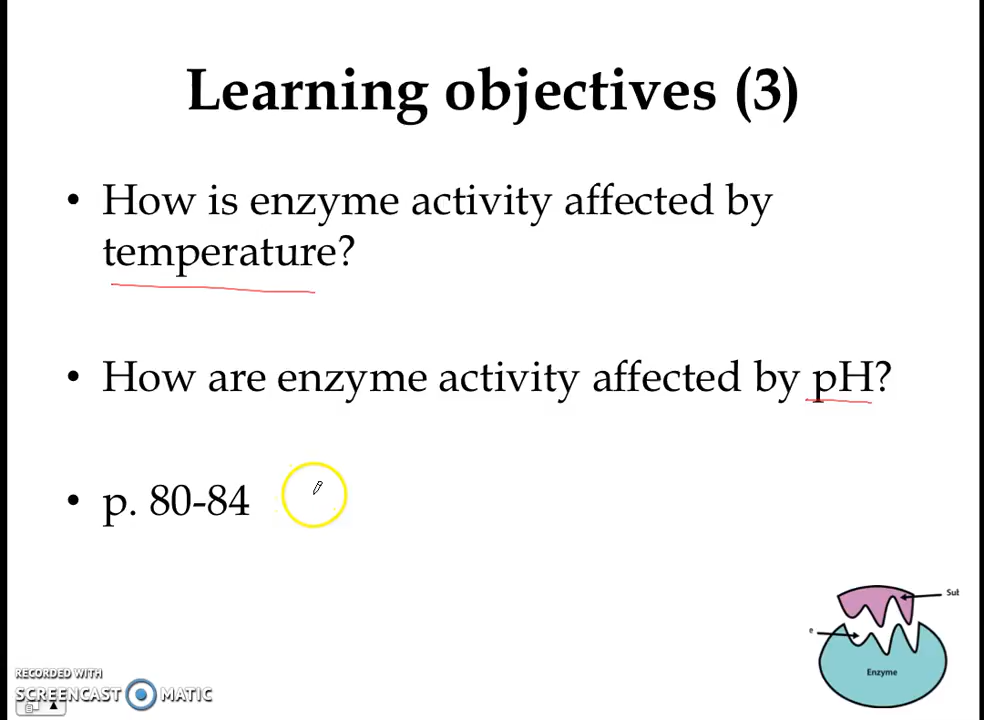 Learning objectives (3)
• How is enzyme activity affected by
temperature?
• How are enzyme activity affected by pH?
• p. 80-84
Sut
e
Enzyme
RECORDED WITH
SCREENCAST MATIC